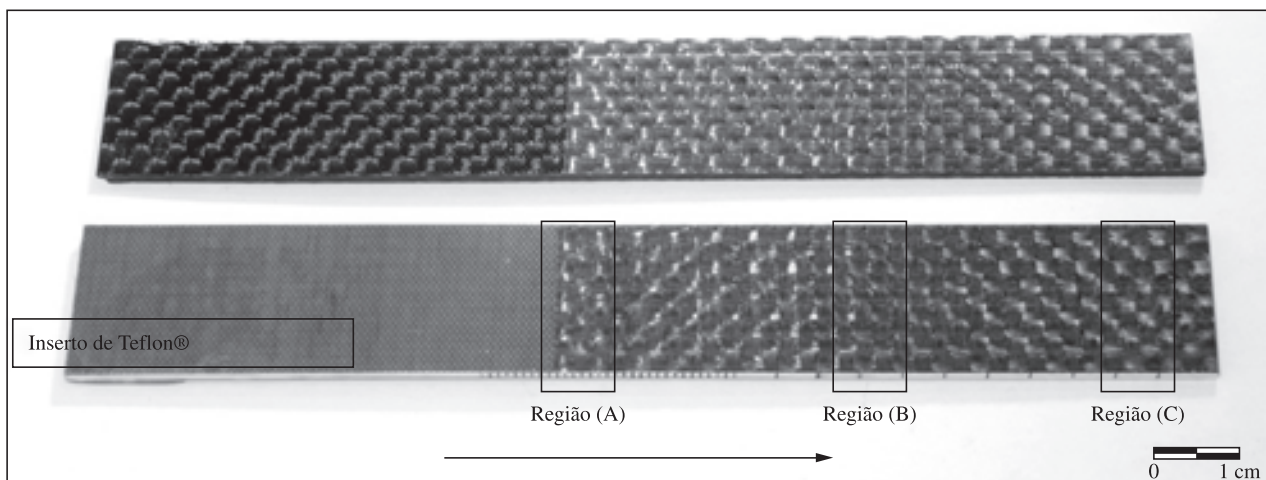 Inserto de Teflon®
Região (A)
Região (B)
Região (C)
0 1 cm